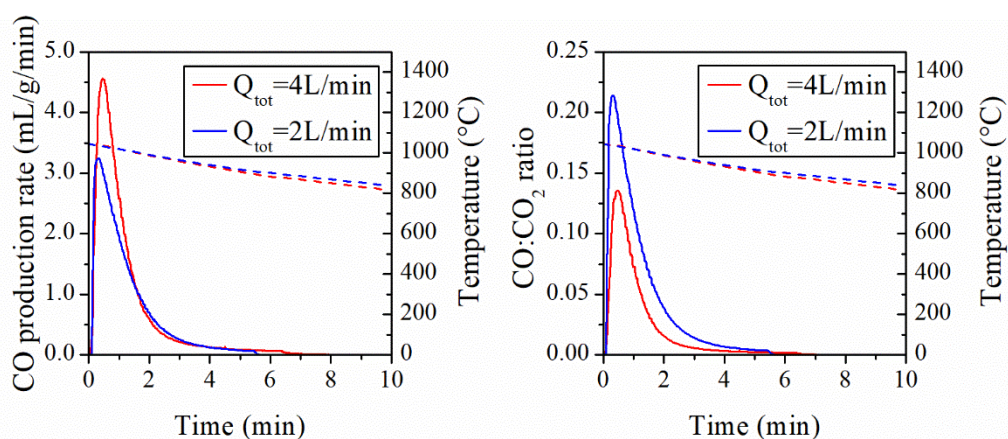 CO production rate (mL/g/min)
5.0
4.0
3.0
2.0
1.0
0.0
Q_tot=4L/min
Q_tot=2L/min
1400
1200
1000
800
600
400
200
0
Temperature (°C)
0 2 4 6 8 10
Time (min)
CO:CO₂ ratio
0.25
0.20
0.15
0.10
0.05
0.00
Q_tot=4L/min
Q_tot=2L/min
1400
1200
1000
800
600
400
200
0
Temperature (°C)
0 2 4 6 8 10
Time (min)